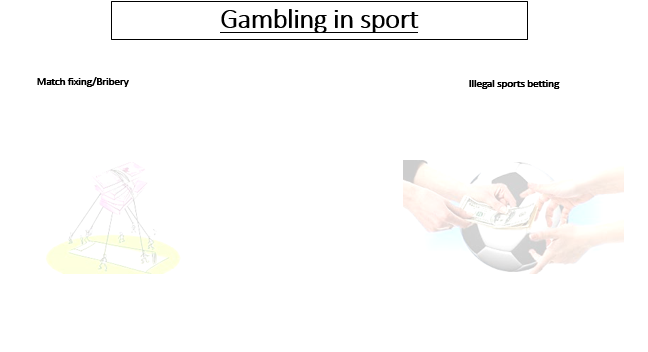 Gambling in sport
Match fixing/Bribery
Illegal sports betting